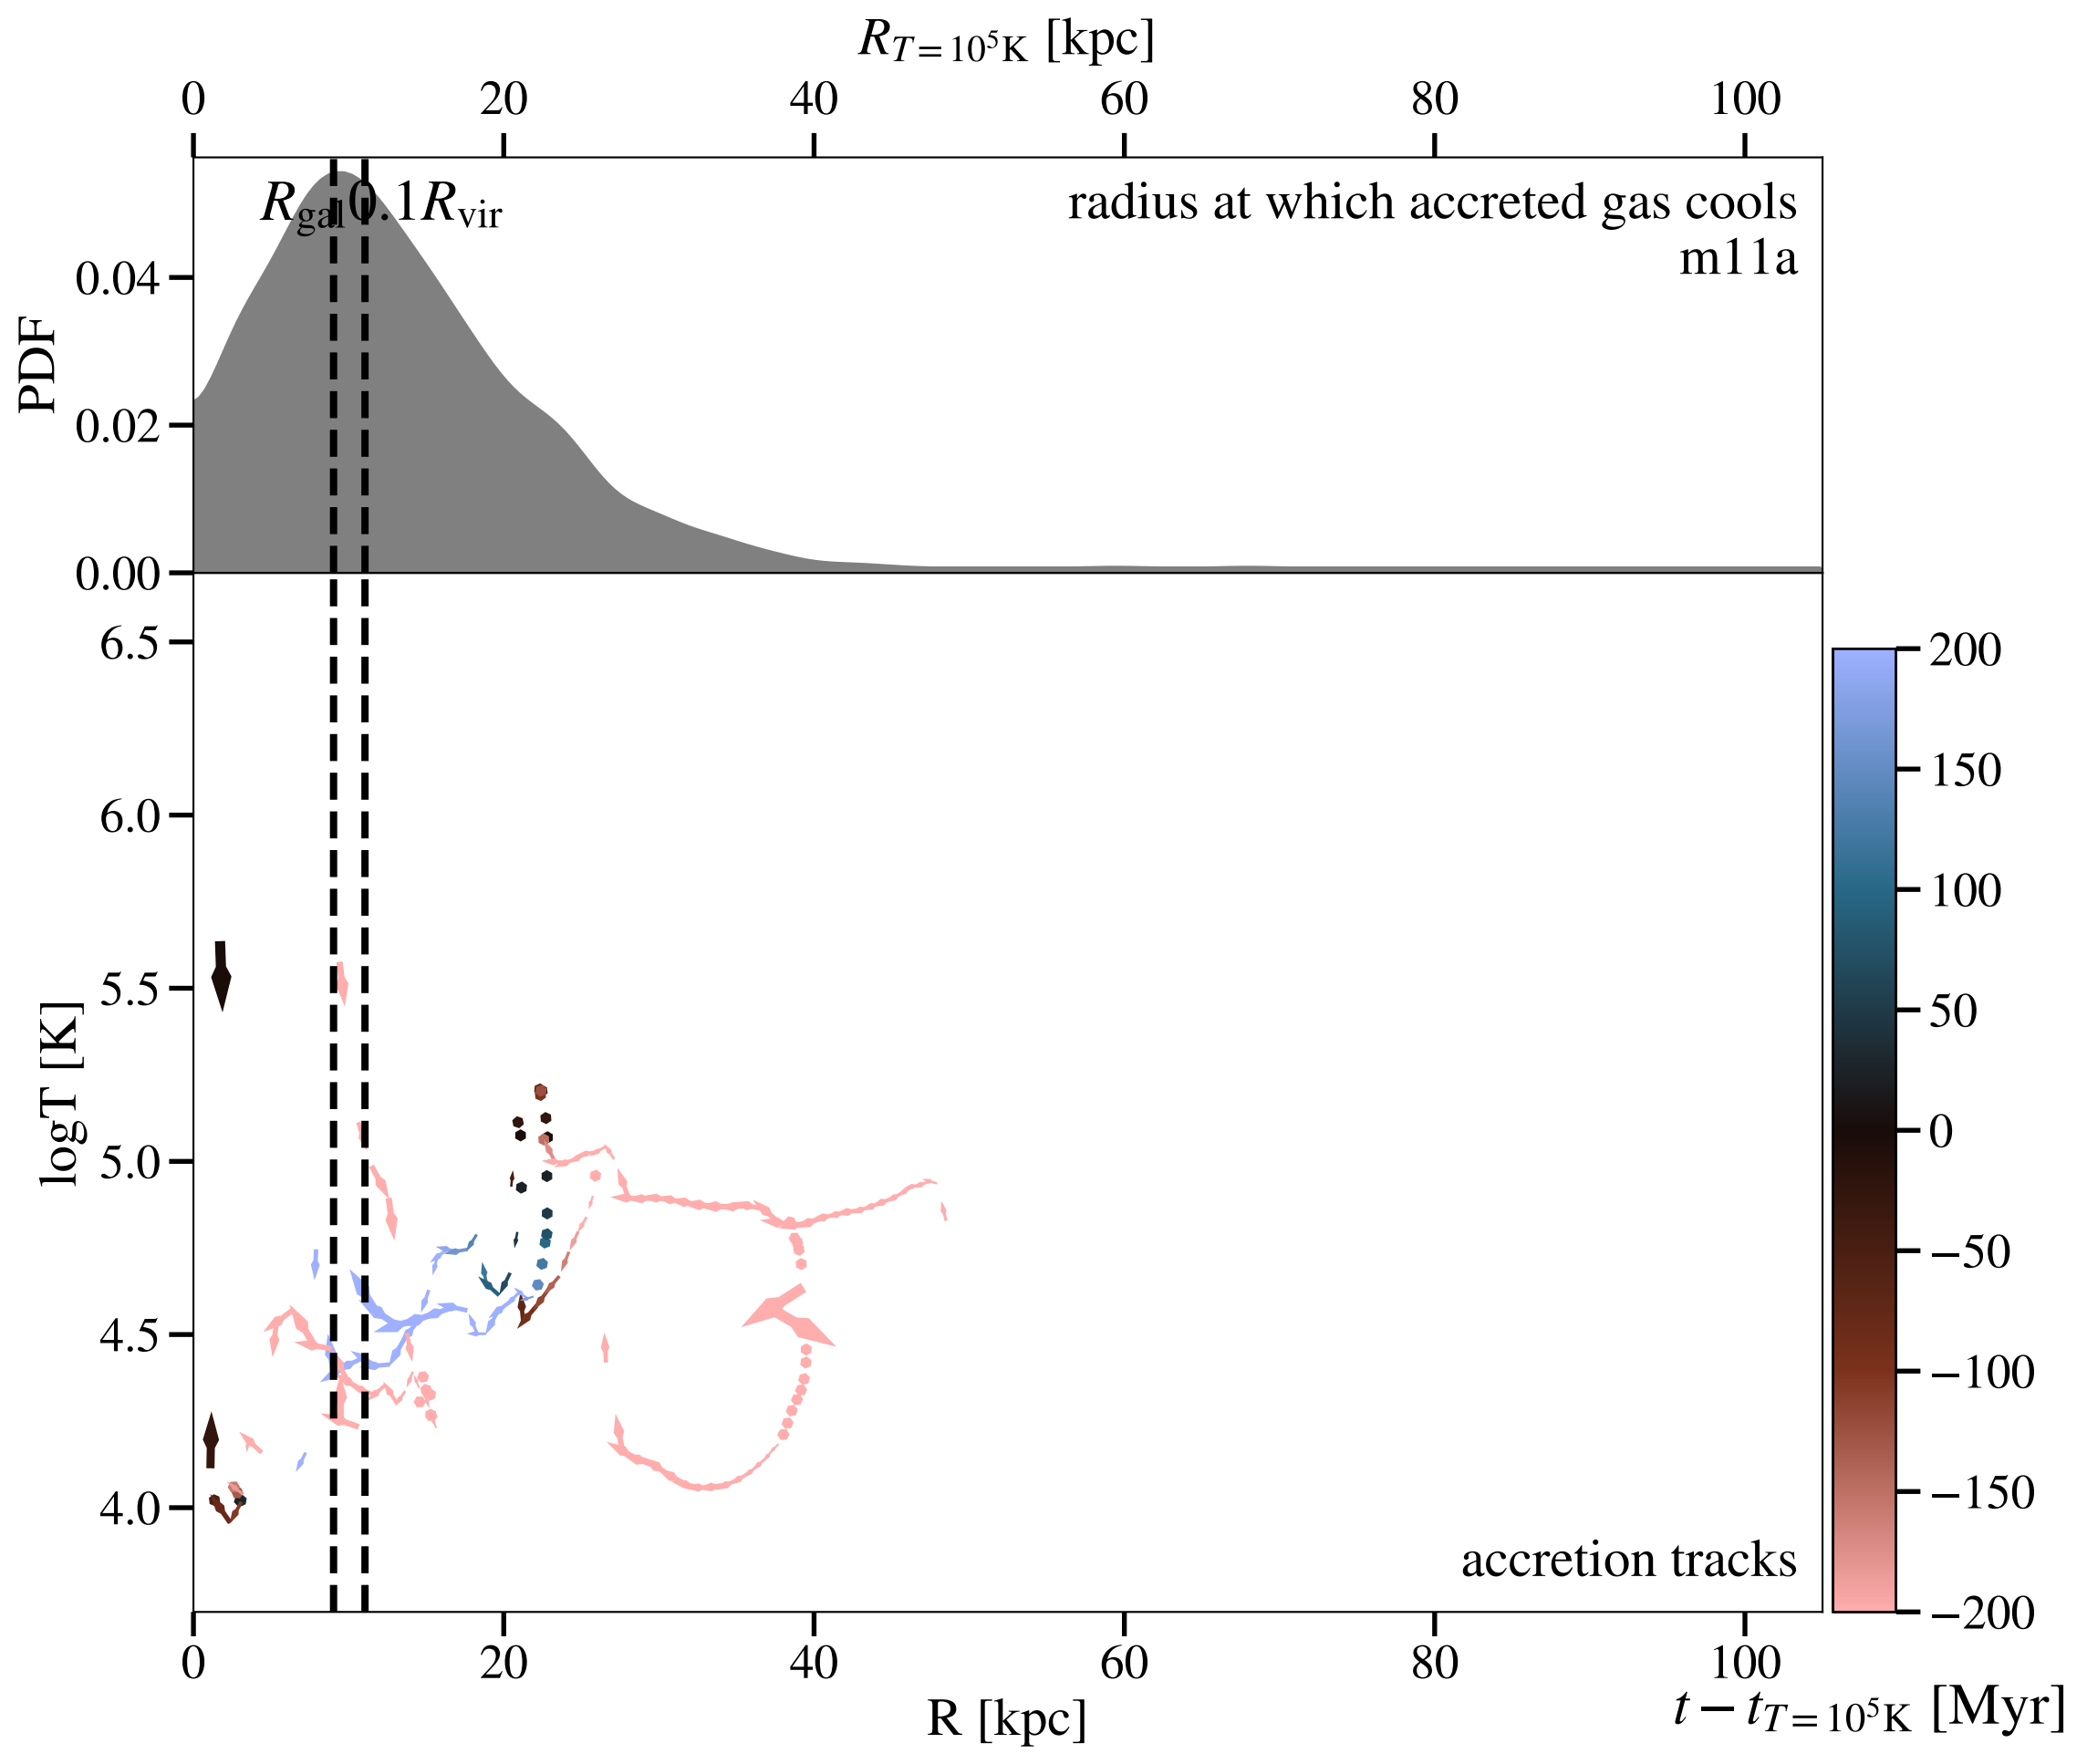 R_{T=10^5K} [kpc]
0 20 40 60 80 100
R_gal 0.1R_vir
radius at which accreted gas cools
m11a
PDF
0.04
0.02
0.00
6.5
6.0
5.5
5.0
4.5
4.0
logT [K]
accretion tracks
200
150
100
50
0
−50
−100
−150
−200
0 20 40 60 80 100
R [kpc]
t − t_{T=10^5K} [Myr]